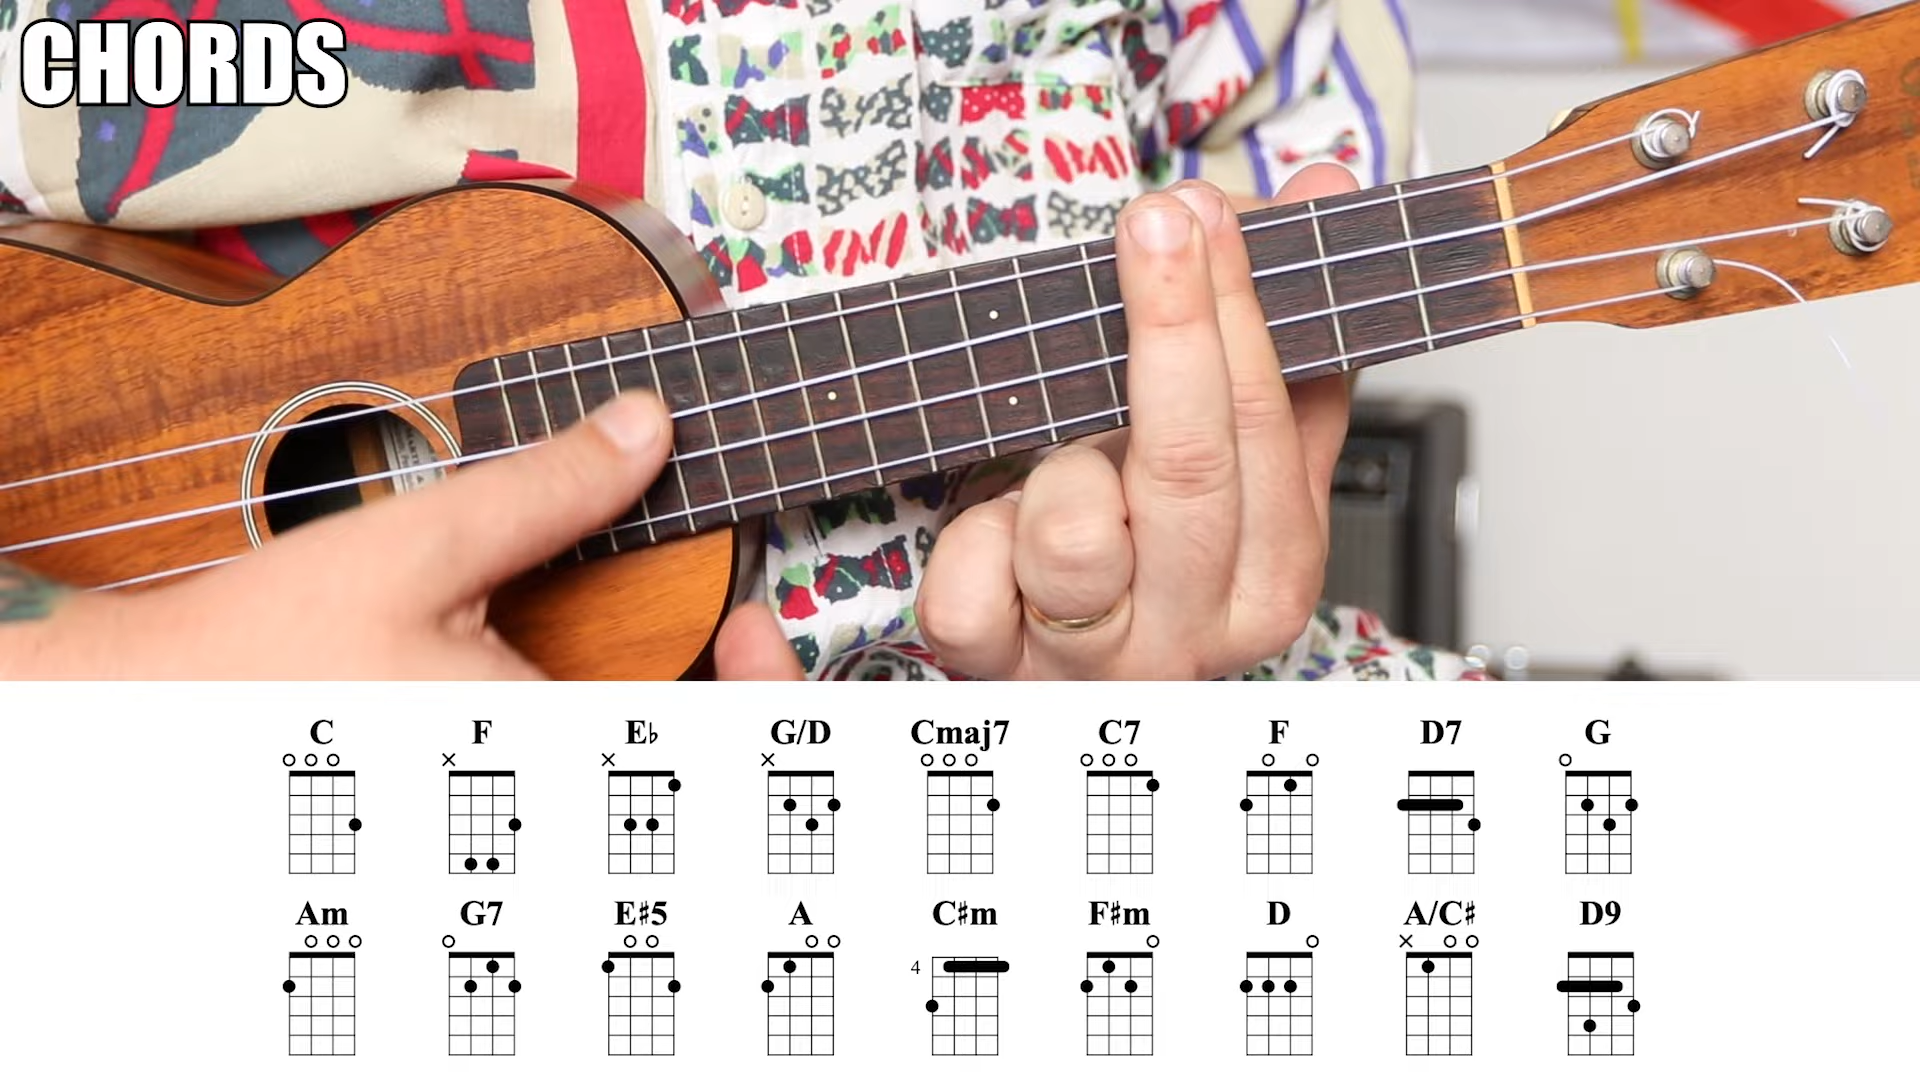 CHORDS
C F E♭ G/D Cmaj7 C7 F D7 G
Am G7 E♯5 A C♯m F♯m D A/C♯ D9
4